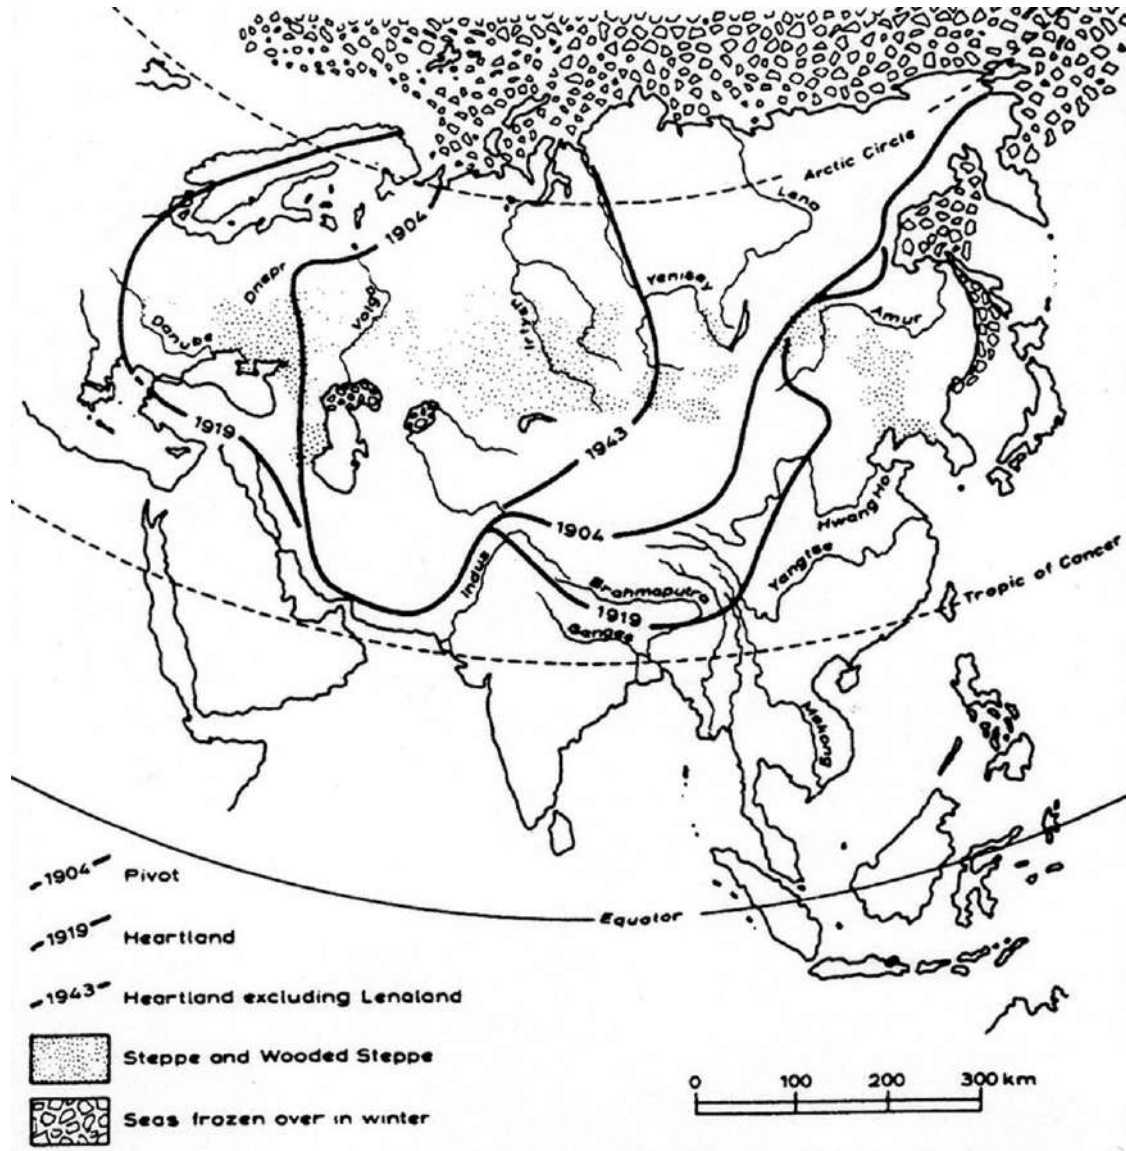 Arctic Circle
Lena
1904
Dnepr
Volga
Irtysh
Yenisey
Amur
Danube
1919
1943
1904
Hwang Ho
Indus
Yangtse
Brahmaputra
1919
Ganges
Tropic of Cancer
Mekong
Equator
1904 Pivot
1919 Heartland
1943 Heartland excluding Lenaland
Steppe and Wooded Steppe
Seas frozen over in winter
0 100 200 300 km